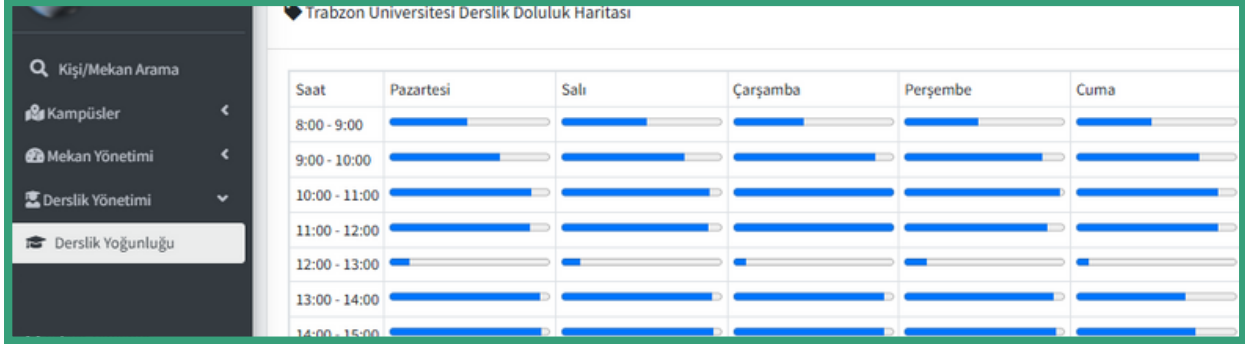 Trabzon Üniversitesi Derslik Doluluk Haritası
Kişi/Mekan Arama
Kampüsler
Mekan Yönetimi
Derslik Yönetimi
Derslik Yoğunluğu
Saat Pazartesi Salı Çarşamba Perşembe Cuma
8:00 - 9:00
9:00 - 10:00
10:00 - 11:00
11:00 - 12:00
12:00 - 13:00
13:00 - 14:00
14:00 - 15:00